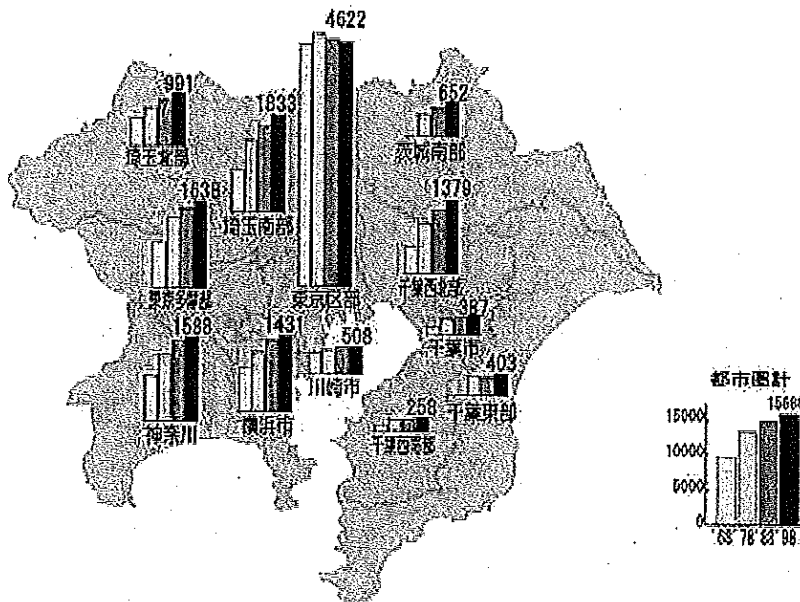 4622
991
1833
652
埼玉北部
茨城南部
1638
1379
埼玉南部
東京多摩部
東京区部
千葉西北部
1588
1431
508
387
千葉市
川崎市
403
神奈川
横浜市
258
千葉東部
千葉西南部
都市圏計
15000
10000
5000
0
'68 '78 '88 '98